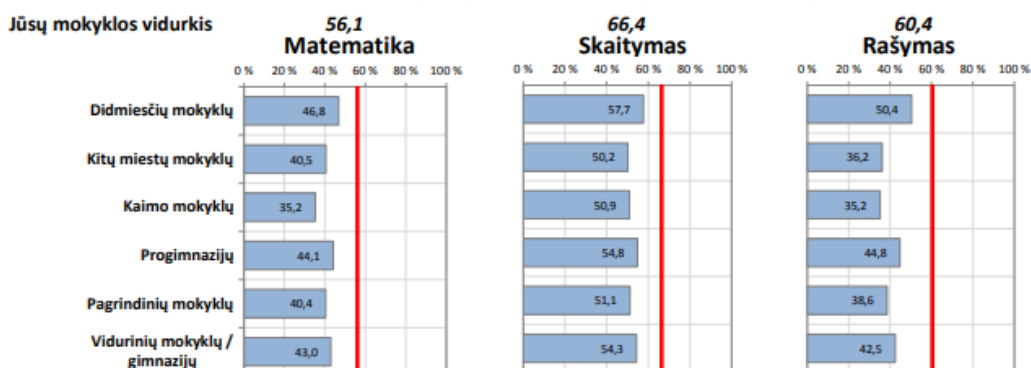 Jūsų mokyklos vidurkis 56,1 66,4 60,4
Matematika Skaitymas Rašymas
0 % 20 % 40 % 60 % 80 % 100 % 0 % 20 % 40 % 60 % 80 % 100 % 0 % 20 % 40 % 60 % 80 % 100 %
Didmiesčių mokyklų 46,8 57,7 50,4
Kitų miestų mokyklų 40,5 50,2 36,2
Kaimo mokyklų 35,2 50,9 35,2
Progimnazijų 44,1 54,8 44,8
Pagrindinių mokyklų 40,4 51,1 38,6
Vidurinių mokyklų /
gimnazijų 43,0 54,3 42,5